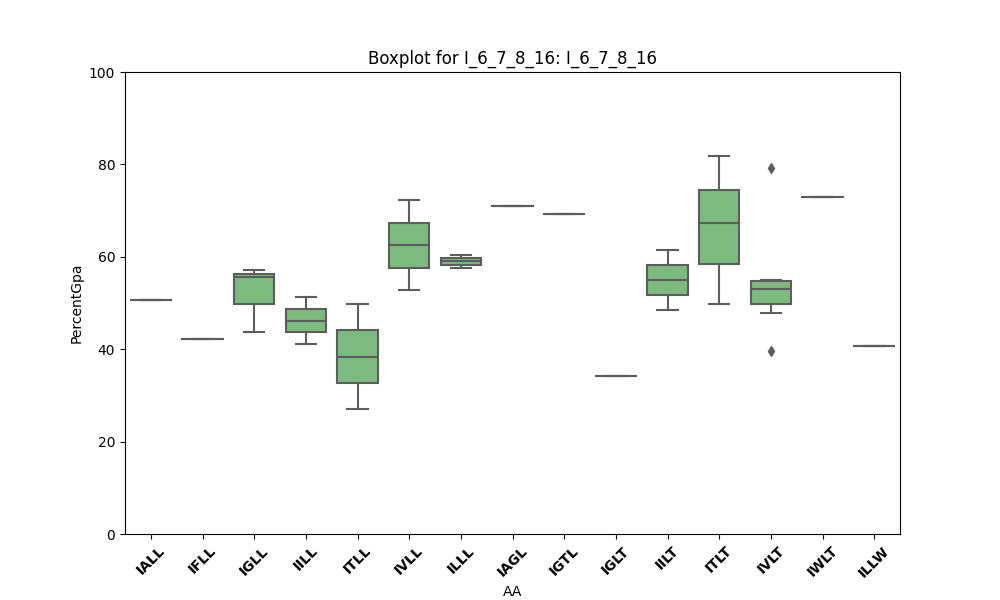 Boxplot for I_6_7_8_16: I_6_7_8_16
100
80
60
40
20
0
PercentGpa
IALL IFLL IGLL IILL ITLL IVLL ILLL IAGL IGTL IGLT IILT ITLT IVLT IWLT ILLW
AA